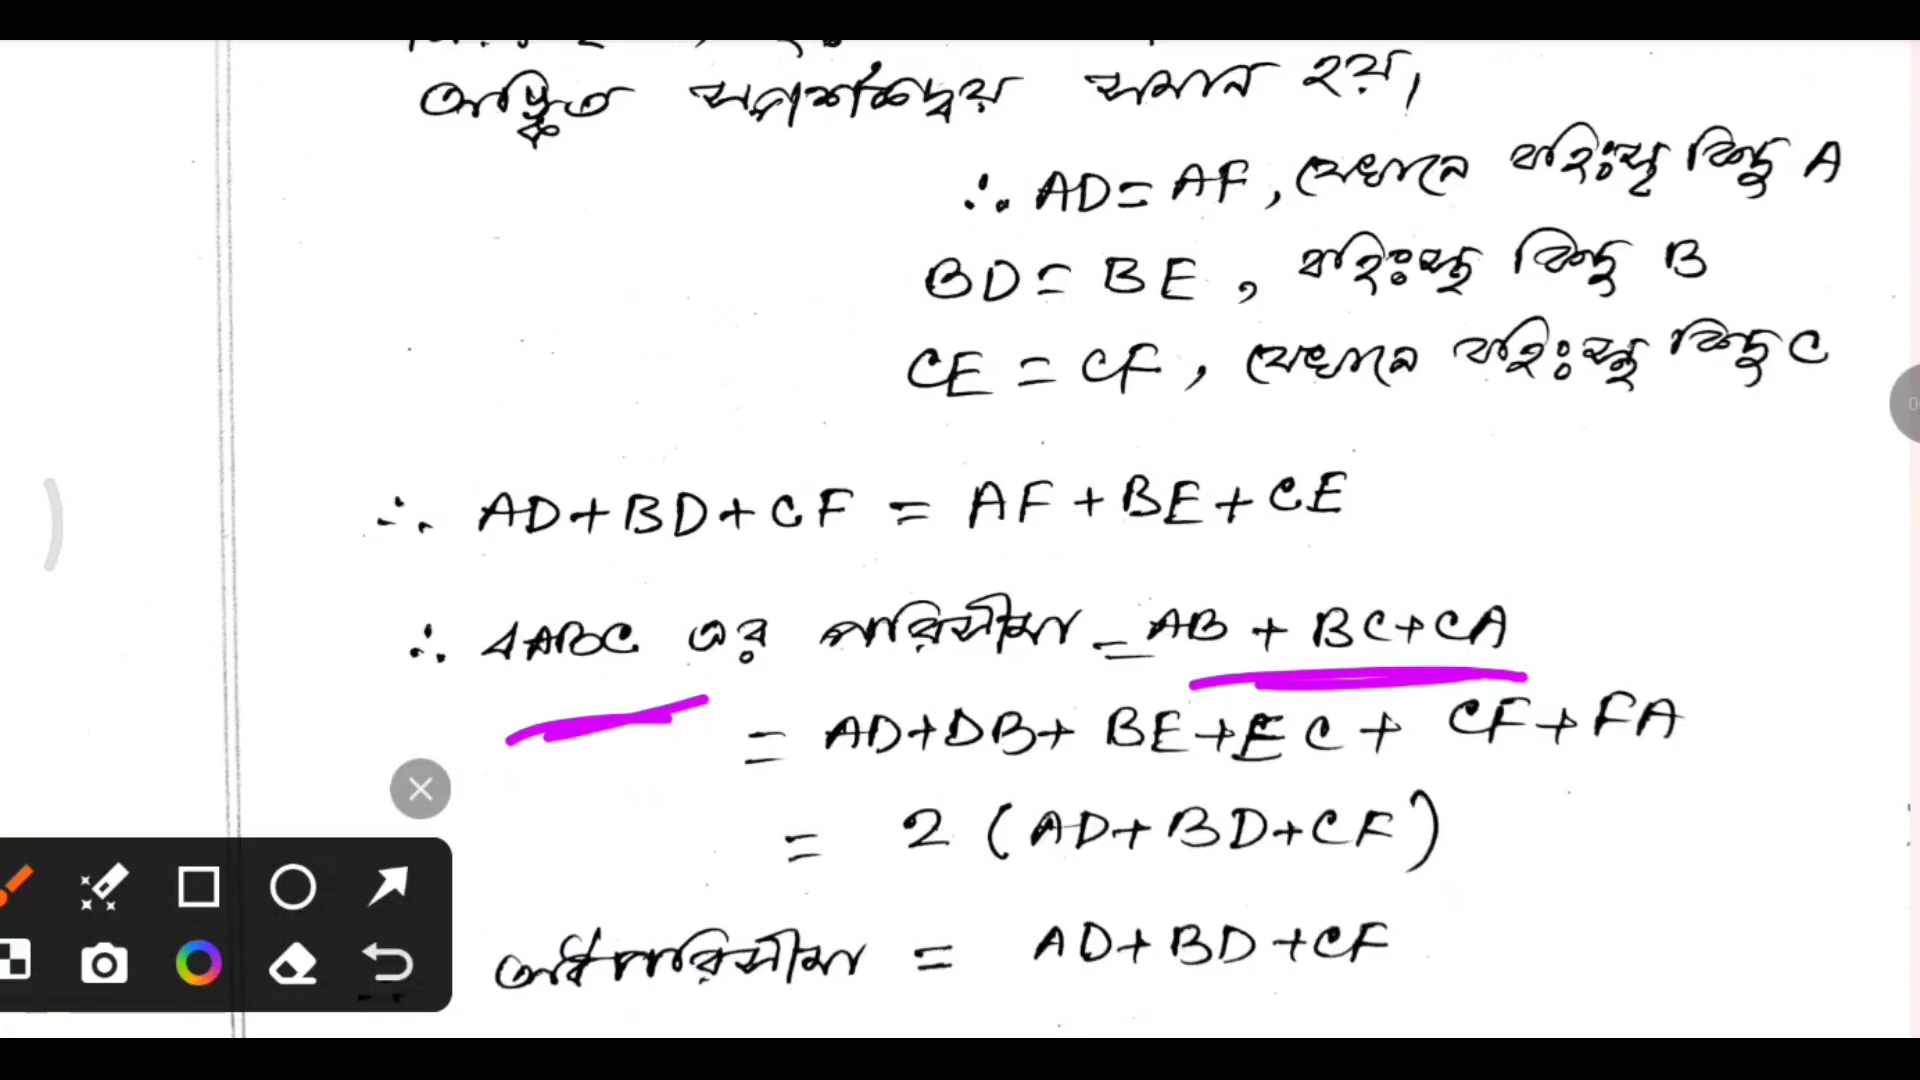 অঙ্কিত স্পর্শকদ্বয় সমান হয়।
∴ AD = AF, যেখানে বহিঃস্থ বিন্দু A
BD = BE, বহিঃস্থ বিন্দু B
CE = CF, যেখানে বহিঃস্থ বিন্দু C
∴ AD+BD+CF = AF+BE+CE
∴ ΔABC এর পরিসীমা = AB + BC+CA
= AD+DB+ BE+EC+ CF+FA
= 2 (AD+BD+CF)
অর্ধপরিসীমা = AD+BD+CF